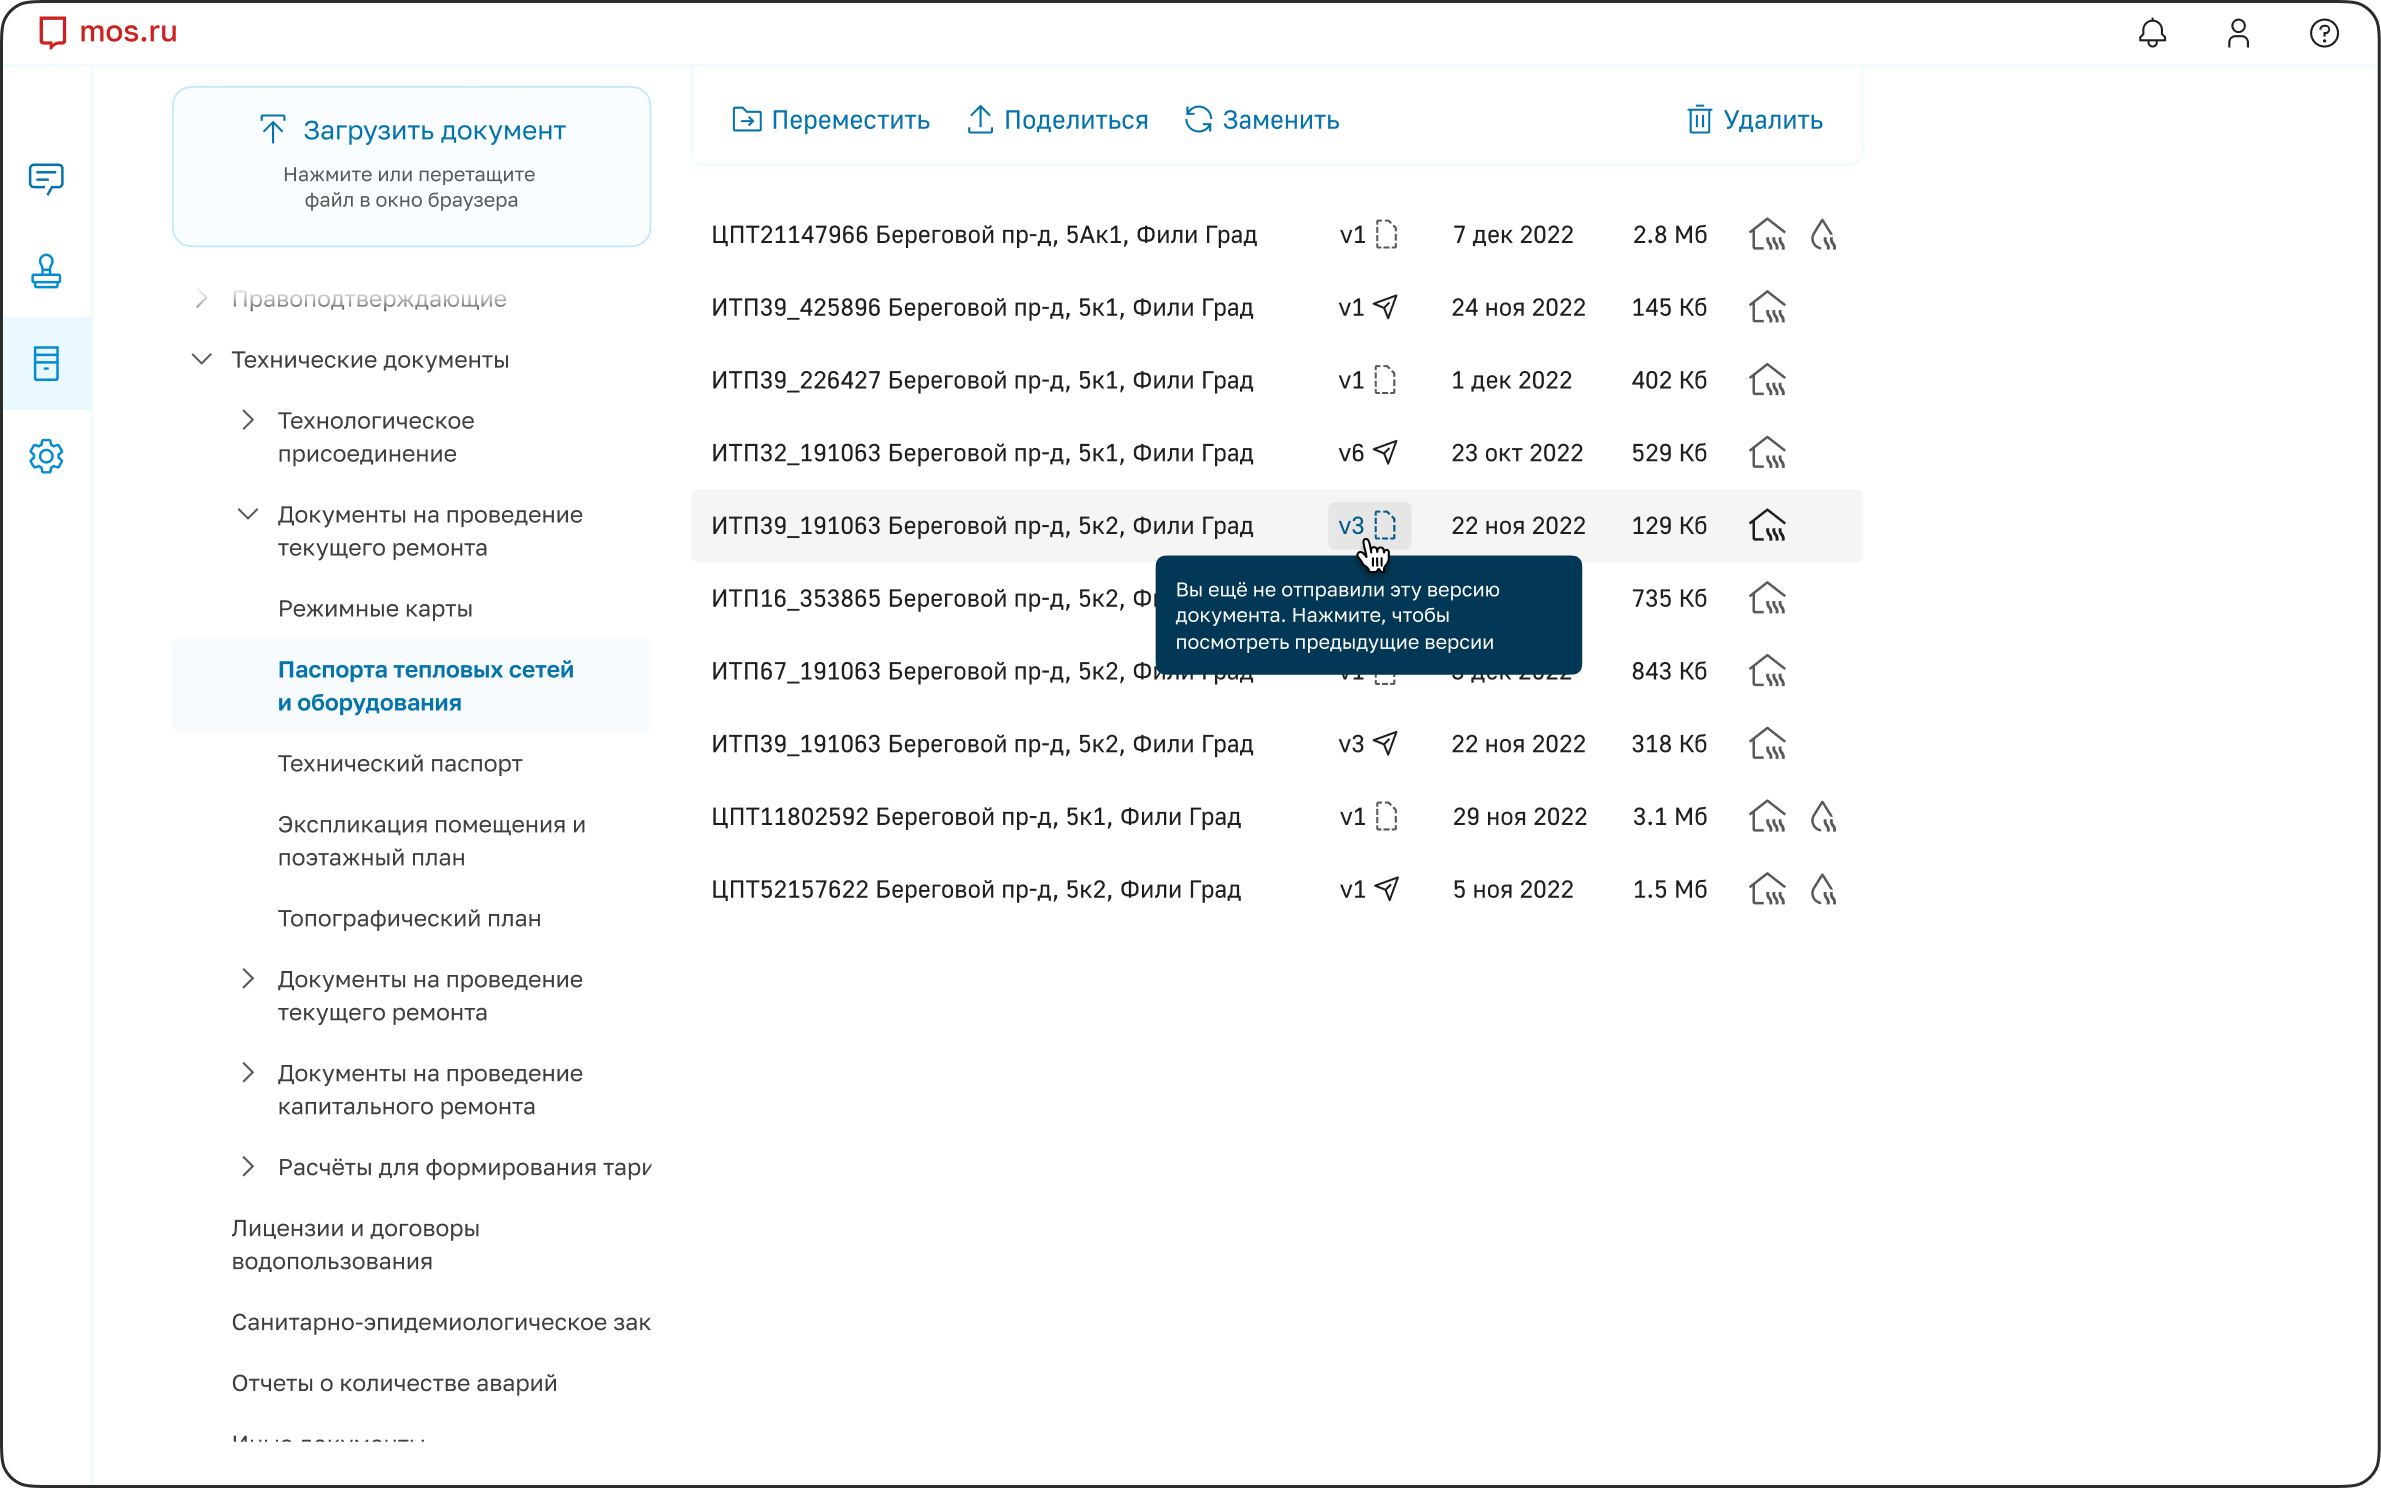 mos.ru
Загрузить документ
Нажмите или перетащите
файл в окно браузера
Правоподтверждающие
Технические документы
Технологическое
присоединение
Документы на проведение
текущего ремонта
Режимные карты
Паспорта тепловых сетей
и оборудования
Технический паспорт
Экспликация помещения и
поэтажный план
Топографический план
Документы на проведение
текущего ремонта
Документы на проведение
капитального ремонта
Расчёты для формирования тари
Лицензии и договоры
водопользования
Санитарно-эпидемиологическое зак
Отчеты о количестве аварий
Иные документы
Переместить Поделиться Заменить Удалить
ЦПТ21147966 Береговой пр-д, 5Ак1, Фили Град v1 7 дек 2022 2.8 Мб
ИТП39_425896 Береговой пр-д, 5к1, Фили Град v1 24 ноя 2022 145 Кб
ИТП39_226427 Береговой пр-д, 5к1, Фили Град v1 1 дек 2022 402 Кб
ИТП32_191063 Береговой пр-д, 5к1, Фили Град v6 23 окт 2022 529 Кб
ИТП39_191063 Береговой пр-д, 5к2, Фили Град v3 22 ноя 2022 129 Кб
Вы ещё не отправили эту версию
документа. Нажмите, чтобы
посмотреть предыдущие версии
ИТП16_353865 Береговой пр-д, 5к2, 735 Кб
ИТП67_191063 Береговой пр-д, 5к2, Фили Град v1 дек 2022 843 Кб
ИТП39_191063 Береговой пр-д, 5к2, Фили Град v3 22 ноя 2022 318 Кб
ЦПТ11802592 Береговой пр-д, 5к1, Фили Град v1 29 ноя 2022 3.1 Мб
ЦПТ52157622 Береговой пр-д, 5к2, Фили Град v1 5 ноя 2022 1.5 Мб